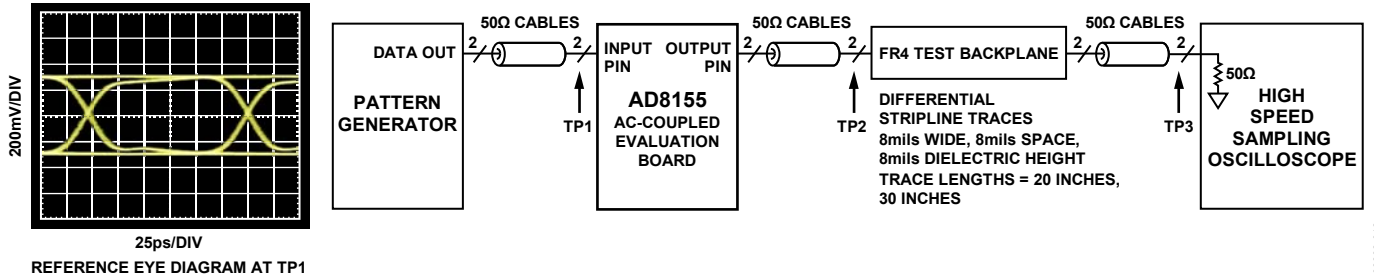 200mV/DIV
25ps/DIV
REFERENCE EYE DIAGRAM AT TP1
DATA OUT
PATTERN
GENERATOR
50Ω CABLES
2
2
TP1
INPUT
PIN
OUTPUT
PIN
AD8155
AC-COUPLED
EVALUATION
BOARD
50Ω CABLES
2
2
TP2
FR4 TEST BACKPLANE
DIFFERENTIAL
STRIPLINE TRACES
8mils WIDE, 8mils SPACE,
8mils DIELECTRIC HEIGHT
TRACE LENGTHS = 20 INCHES,
30 INCHES
50Ω CABLES
2
2
TP3
50Ω
HIGH
SPEED
SAMPLING
OSCILLOSCOPE